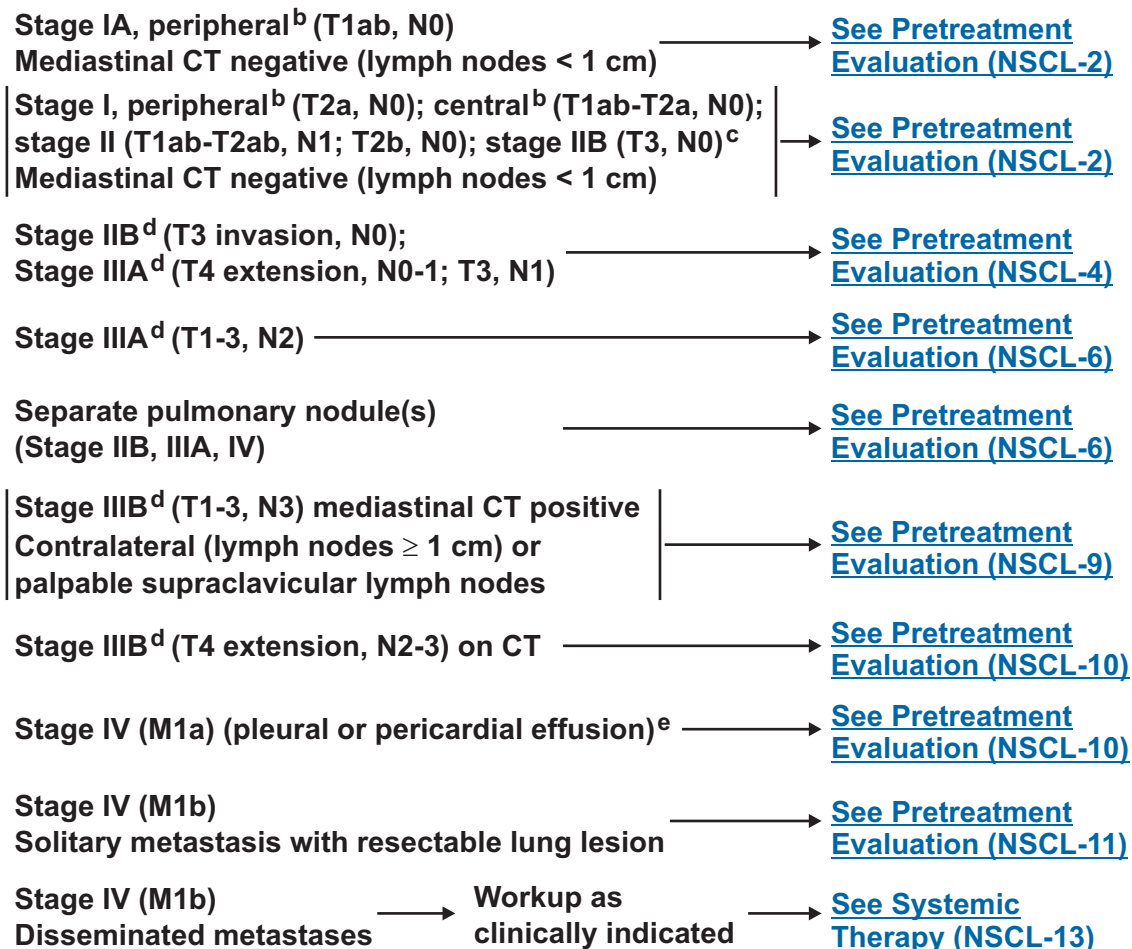 Stage IA, peripheral b (T1ab, N0)
Mediastinal CT negative (lymph nodes < 1 cm)
See Pretreatment
Evaluation (NSCL-2)
Stage I, peripheral b (T2a, N0); central b (T1ab-T2a, N0);
stage II (T1ab-T2ab, N1; T2b, N0); stage IIB (T3, N0) c
Mediastinal CT negative (lymph nodes < 1 cm)
See Pretreatment
Evaluation (NSCL-2)
Stage IIB d (T3 invasion, N0);
Stage IIIA d (T4 extension, N0-1; T3, N1)
See Pretreatment
Evaluation (NSCL-4)
Stage IIIA d (T1-3, N2)
See Pretreatment
Evaluation (NSCL-6)
Separate pulmonary nodule(s)
(Stage IIB, IIIA, IV)
See Pretreatment
Evaluation (NSCL-6)
Stage IIIB d (T1-3, N3) mediastinal CT positive
Contralateral (lymph nodes ≥ 1 cm) or
palpable supraclavicular lymph nodes
See Pretreatment
Evaluation (NSCL-9)
Stage IIIB d (T4 extension, N2-3) on CT
See Pretreatment
Evaluation (NSCL-10)
Stage IV (M1a) (pleural or pericardial effusion) e
See Pretreatment
Evaluation (NSCL-10)
Stage IV (M1b)
Solitary metastasis with resectable lung lesion
See Pretreatment
Evaluation (NSCL-11)
Stage IV (M1b)
Disseminated metastases
Workup as
clinically indicated
See Systemic
Therapy (NSCL-13)